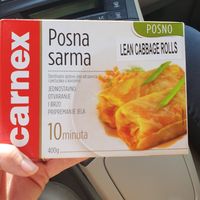 carnex
Posna
sarma
POSNO
LEAN CABBAGE ROLLS
JEDNOSTAVNO
OTVARANJE
I BRZO
PRIPREMANJE JELA
10 minuta
400g